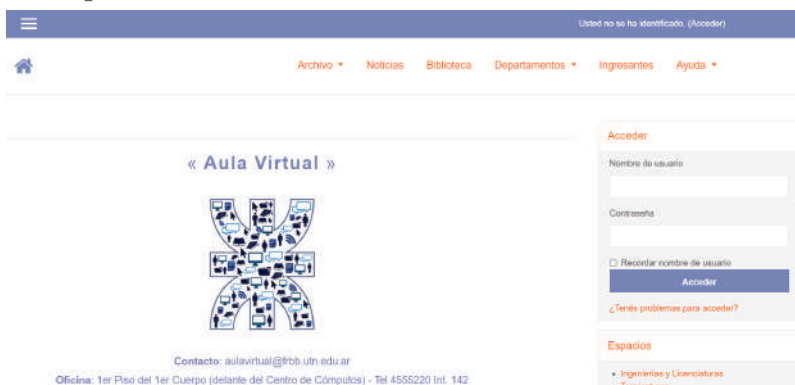 Usted no se ha identificado. (Acceder)
Archivo Noticias Biblioteca Departamentos Ingresantes Ayuda
Acceder
« Aula Virtual »
Nombre de usuario
Contraseña
Recordar nombre de usuario
Acceder
¿Tenés problemas para acceder?
Espacios
Contacto: aulavirtual@frbb.utn.edu.ar
Ingenierías y Licenciaturas
Oficina: 1er Piso del 1er Cuerpo (delante del Centro de Cómputos) - Tel 4555220 Int. 142